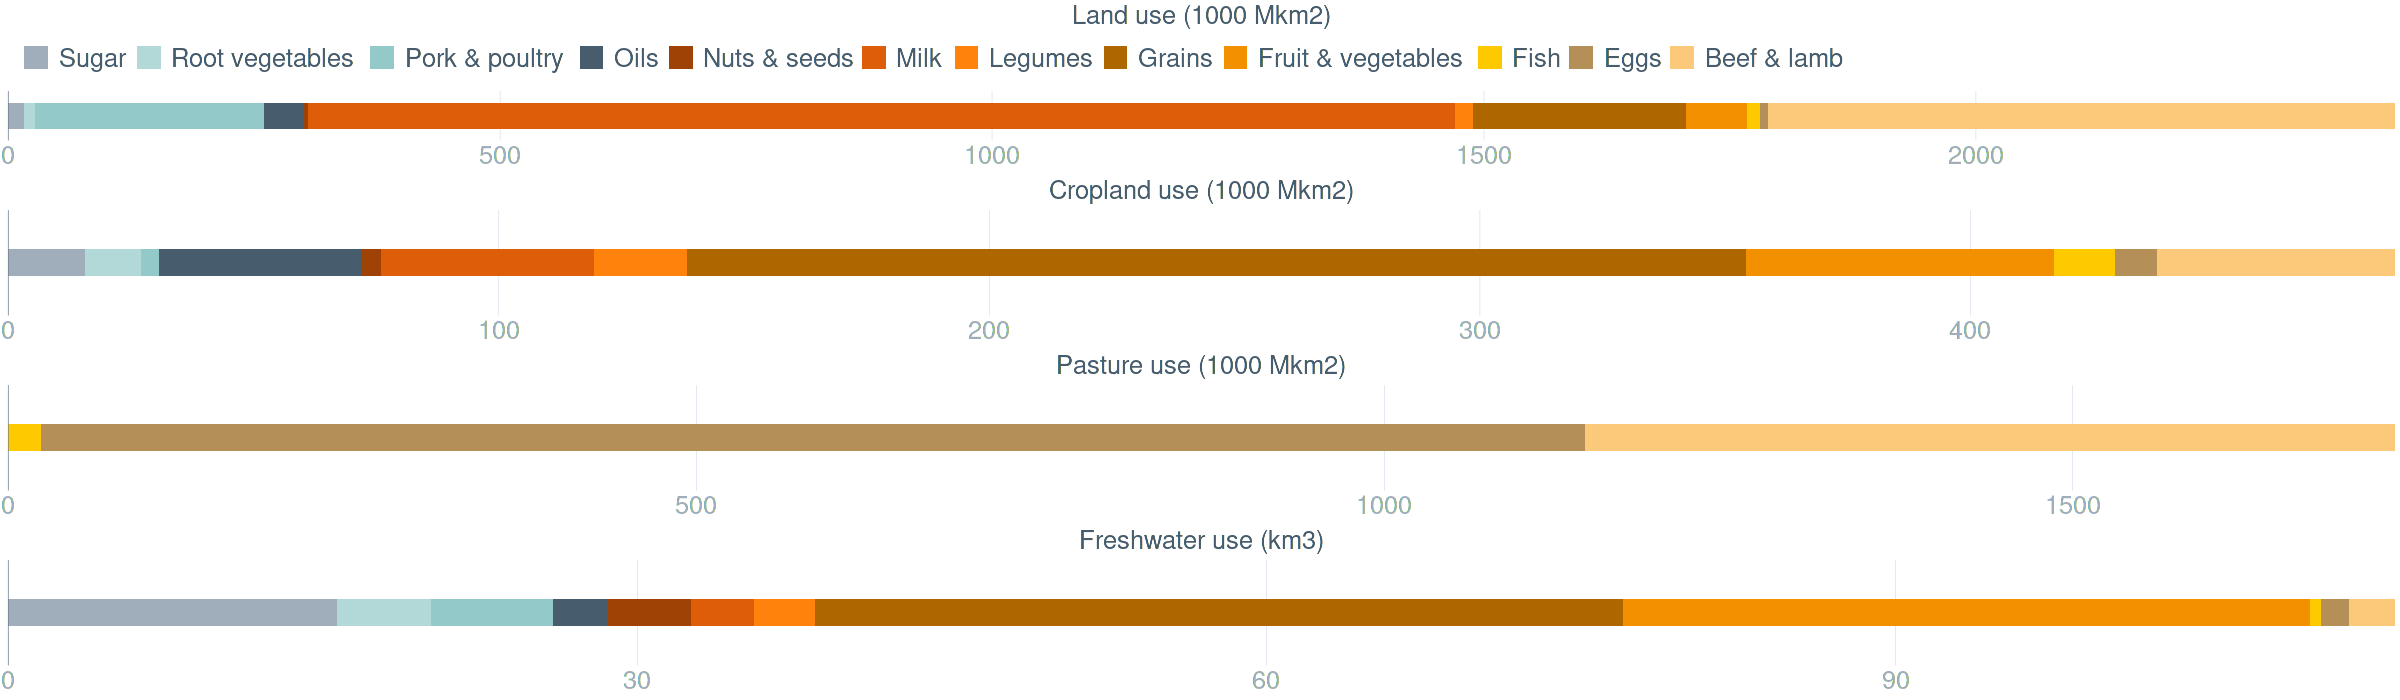 Land use (1000 Mkm2)
Sugar Root vegetables Pork & poultry Oils Nuts & seeds Milk Legumes Grains Fruit & vegetables Fish Eggs Beef & lamb
0 500 1000 1500 2000
Cropland use (1000 Mkm2)
0 100 200 300 400
Pasture use (1000 Mkm2)
0 500 1000 1500
Freshwater use (km3)
0 30 60 90